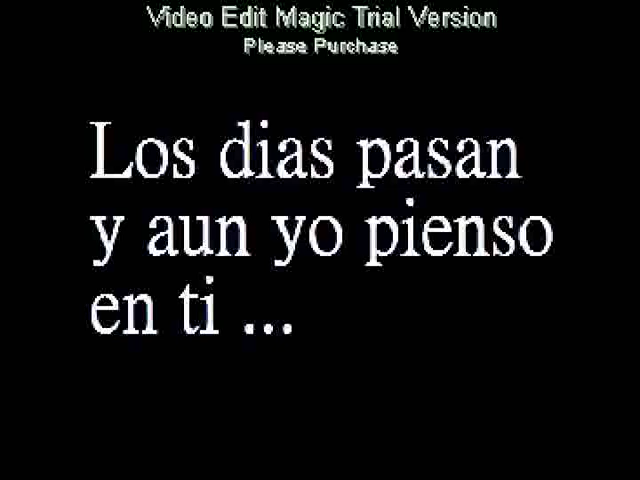 Video Edit Magic Trial Version
Please Purchase
Los dias pasan
y aun yo pienso
en ti ...